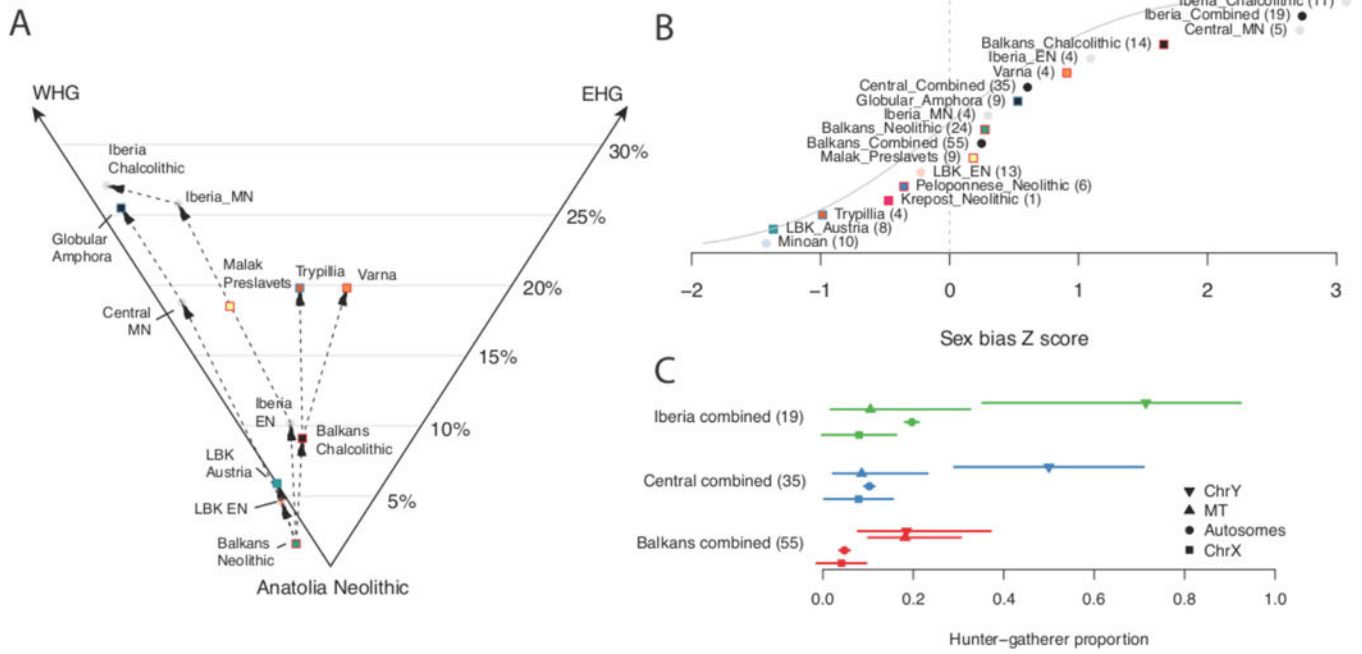 A
WHG
EHG
30%
Iberia
Chalcolithic
Iberia_MN
25%
Globular
Amphora
Malak
Preslavets
Trypillia
Varna
20%
Central
MN
15%
Iberia
EN
Balkans
Chalcolithic
10%
LBK
Austria
LBK EN
5%
Balkans
Neolithic
Anatolia Neolithic
B
Iberia_Chalcolithic (11)
Iberia_Combined (19)
Central_MN (5)
Balkans_Chalcolithic (14)
Iberia_EN (4)
Varna (4)
Central_Combined (35)
Globular_Amphora (9)
Iberia_MN (4)
Balkans_Neolithic (24)
Balkans_Combined (55)
Malak_Preslavets (9)
LBK_EN (13)
Peloponnese_Neolithic (6)
Krepost_Neolithic (1)
Trypillia (4)
LBK_Austria (8)
Minoan (10)
−2 −1 0 1 2 3
Sex bias Z score
C
Iberia combined (19)
Central combined (35)
Balkans combined (55)
ChrY
MT
Autosomes
ChrX
0.0 0.2 0.4 0.6 0.8 1.0
Hunter−gatherer proportion